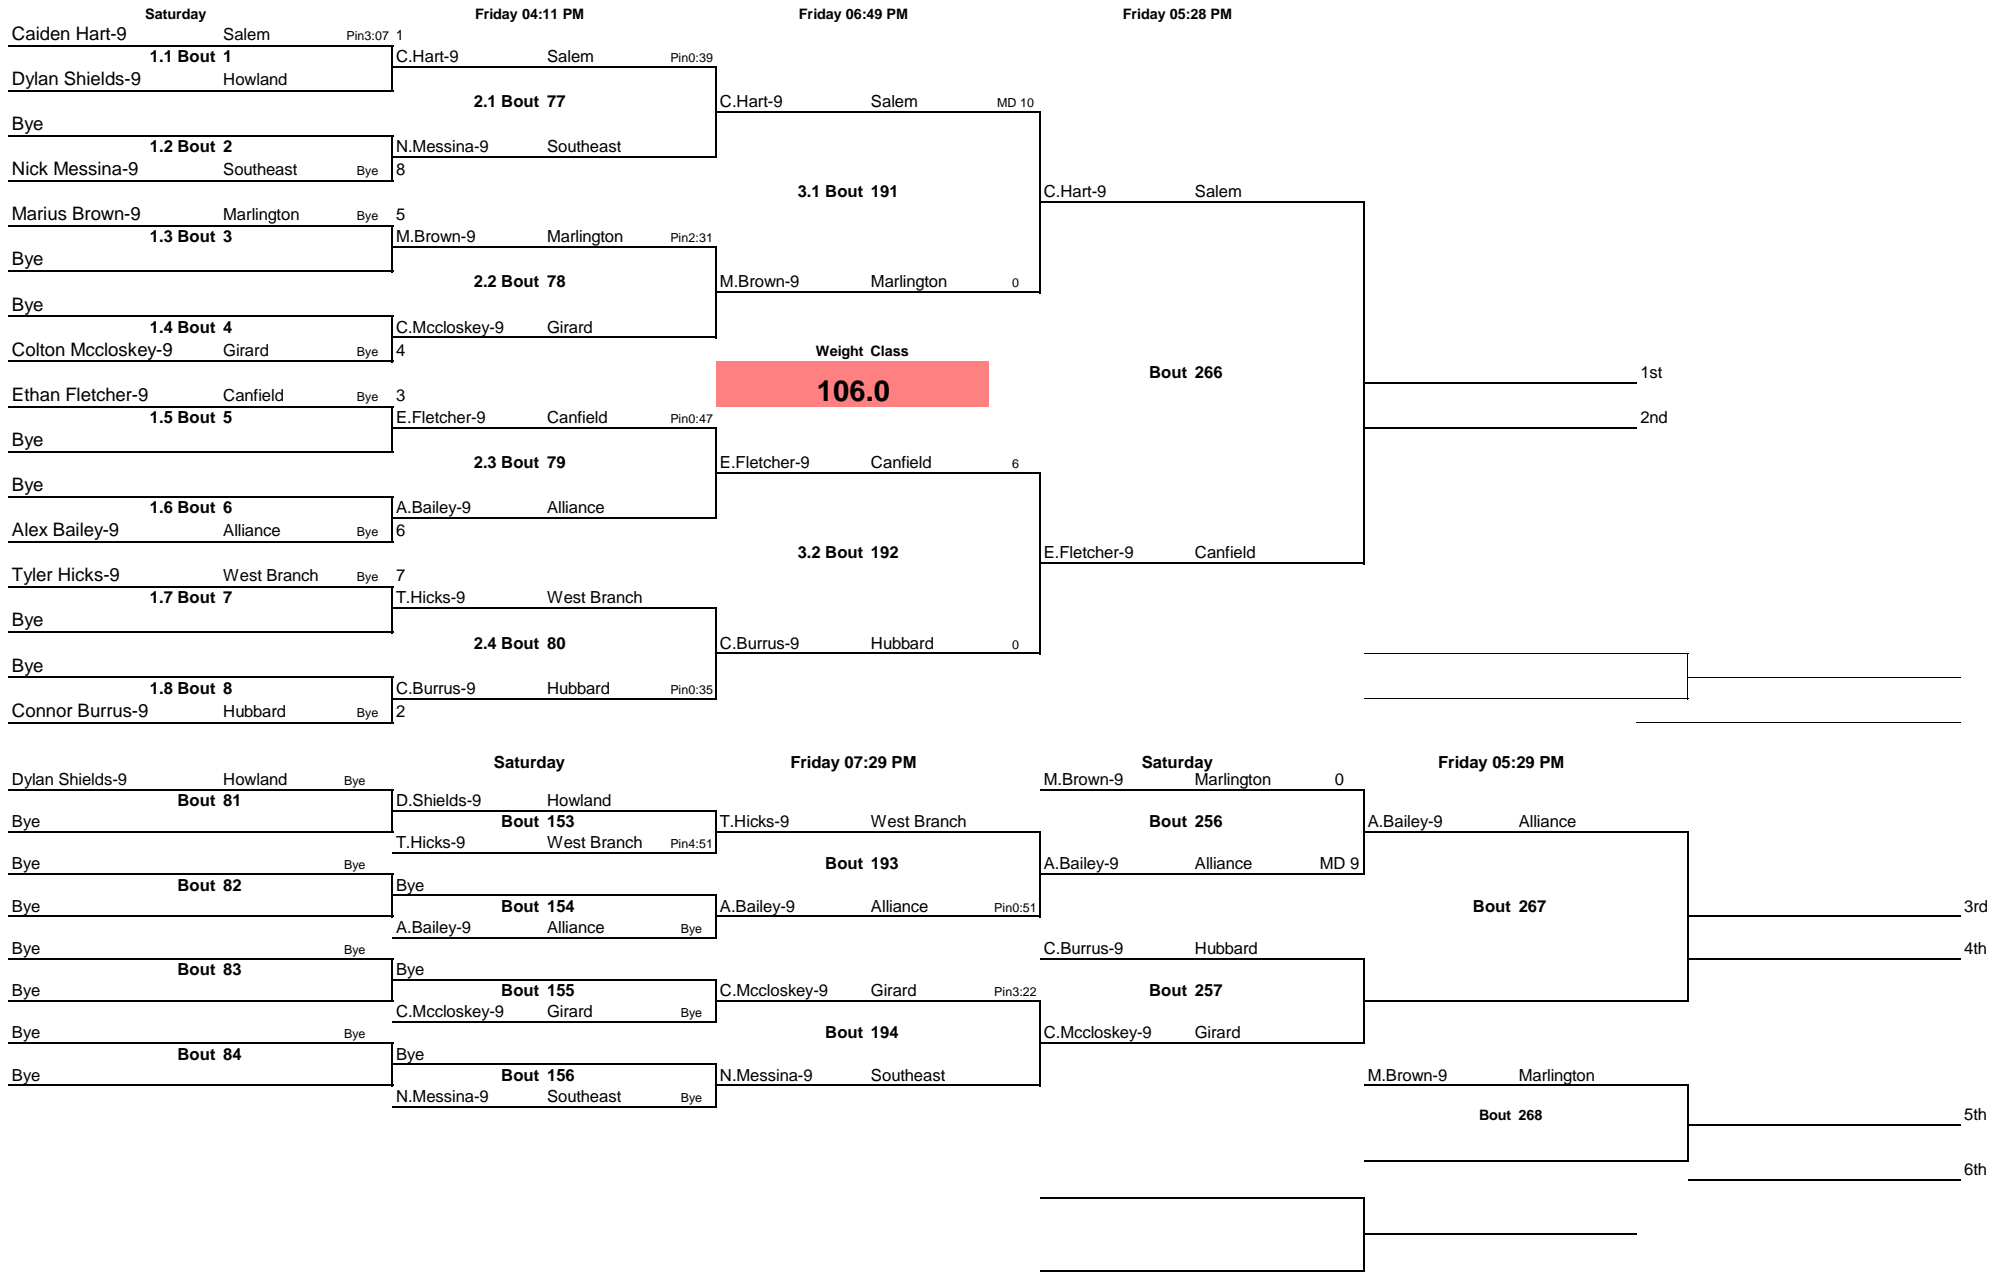 Saturday Friday 04:11 PM Friday 06:49 PM Friday 05:28 PM
Caiden Hart-9 Salem Pin3:07 1
1.1 Bout 1 C.Hart-9 Salem Pin0:39
Dylan Shields-9 Howland
2.1 Bout 77 C.Hart-9 Salem MD 10
Bye
1.2 Bout 2 N.Messina-9 Southeast
Nick Messina-9 Southeast Bye 8
3.1 Bout 191 C.Hart-9 Salem
Marius Brown-9 Marlington Bye 5
1.3 Bout 3 M.Brown-9 Marlington Pin2:31
Bye
2.2 Bout 78 M.Brown-9 Marlington 0
Bye
1.4 Bout 4 C.Mccloskey-9 Girard
Colton Mccloskey-9 Girard Bye 4 Weight Class
Bout 266 1st
Ethan Fletcher-9 Canfield Bye 3 106.0
1.5 Bout 5 E.Fletcher-9 Canfield Pin0:47 2nd
Bye
2.3 Bout 79 E.Fletcher-9 Canfield 6
Bye
1.6 Bout 6 A.Bailey-9 Alliance
Alex Bailey-9 Alliance Bye 6
3.2 Bout 192 E.Fletcher-9 Canfield
Tyler Hicks-9 West Branch Bye 7
1.7 Bout 7 T.Hicks-9 West Branch
Bye
2.4 Bout 80 C.Burrus-9 Hubbard 0
Bye
1.8 Bout 8 C.Burrus-9 Hubbard Pin0:35
Connor Burrus-9 Hubbard Bye 2
Saturday Friday 07:29 PM Saturday Friday 05:29 PM
Dylan Shields-9 Howland Bye M.Brown-9 Marlington 0
Bout 81 D.Shields-9 Howland
Bye Bout 153 T.Hicks-9 West Branch Bout 256 A.Bailey-9 Alliance
T.Hicks-9 West Branch Pin4:51
Bye Bye Bout 193 A.Bailey-9 Alliance MD 9
Bout 82 Bye
Bye Bout 154 A.Bailey-9 Alliance Pin0:51 Bout 267 3rd
A.Bailey-9 Alliance Bye
Bye Bye C.Burrus-9 Hubbard 4th
Bout 83 Bye
Bye Bout 155 C.Mccloskey-9 Girard Pin3:22 Bout 257
C.Mccloskey-9 Girard Bye
Bye Bye Bout 194 C.Mccloskey-9 Girard
Bout 84 Bye
Bye Bout 156 N.Messina-9 Southeast M.Brown-9 Marlington
N.Messina-9 Southeast Bye
Bout 268 5th
6th